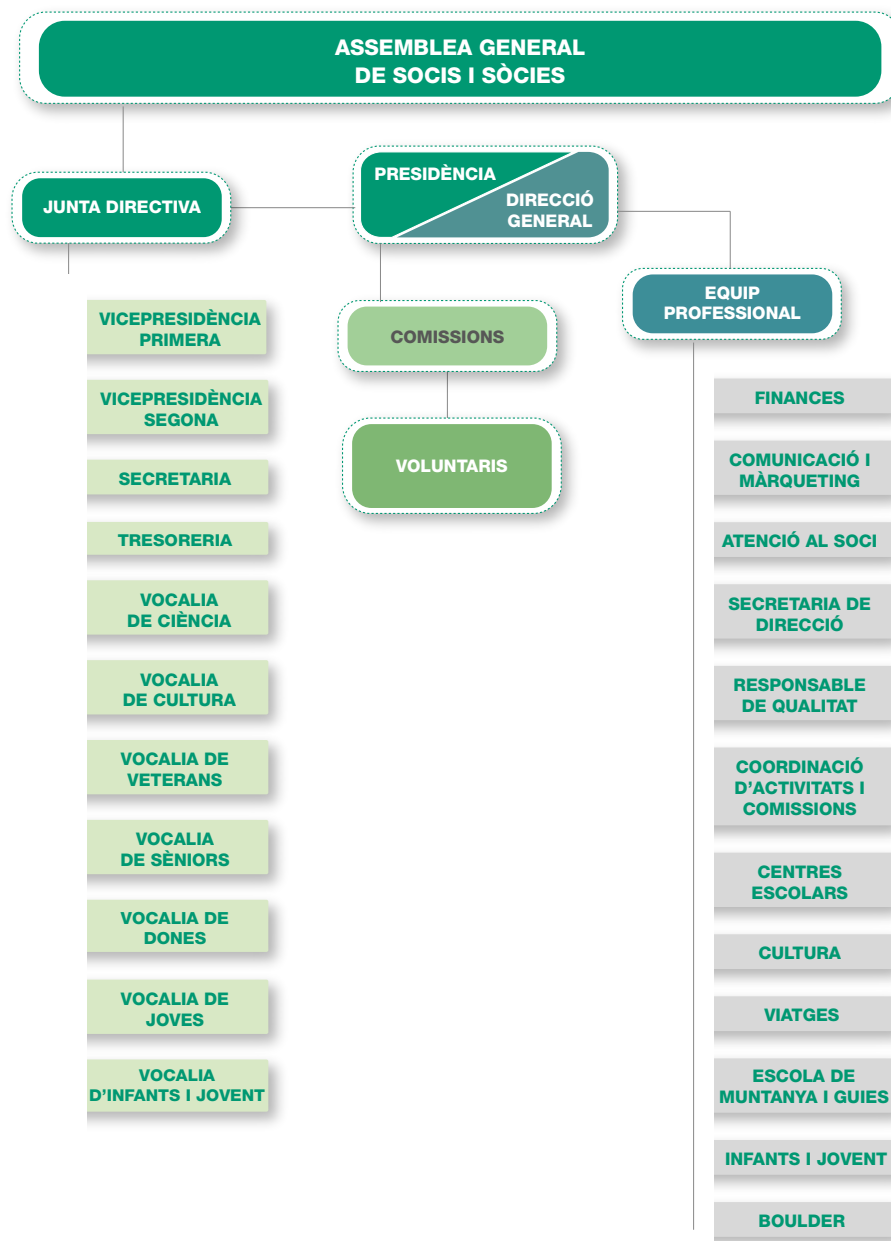 ASSEMBLEA GENERAL
DE SOCIS I SÒCIES
JUNTA DIRECTIVA
PRESIDÈNCIA
DIRECCIÓ
GENERAL
EQUIP
PROFESSIONAL
COMISSIONS
VOLUNTARIS
VICEPRESIDÈNCIA
PRIMERA
VICEPRESIDÈNCIA
SEGONA
SECRETARIA
TRESORERIA
VOCALIA
DE CIÈNCIA
VOCALIA
DE CULTURA
VOCALIA DE
VETERANS
VOCALIA
DE SÈNIORS
VOCALIA DE
DONES
VOCALIA DE
JOVES
VOCALIA
D’INFANTS I JOVENT
FINANCES
COMUNICACIÓ I
MÀRQUETING
ATENCIÓ AL SOCI
SECRETARIA DE
DIRECCIÓ
RESPONSABLE
DE QUALITAT
COORDINACIÓ
D’ACTIVITATS I
COMISSIONS
CENTRES
ESCOLARS
CULTURA
VIATGES
ESCOLA DE
MUNTANYA I GUIES
INFANTS I JOVENT
BOULDER